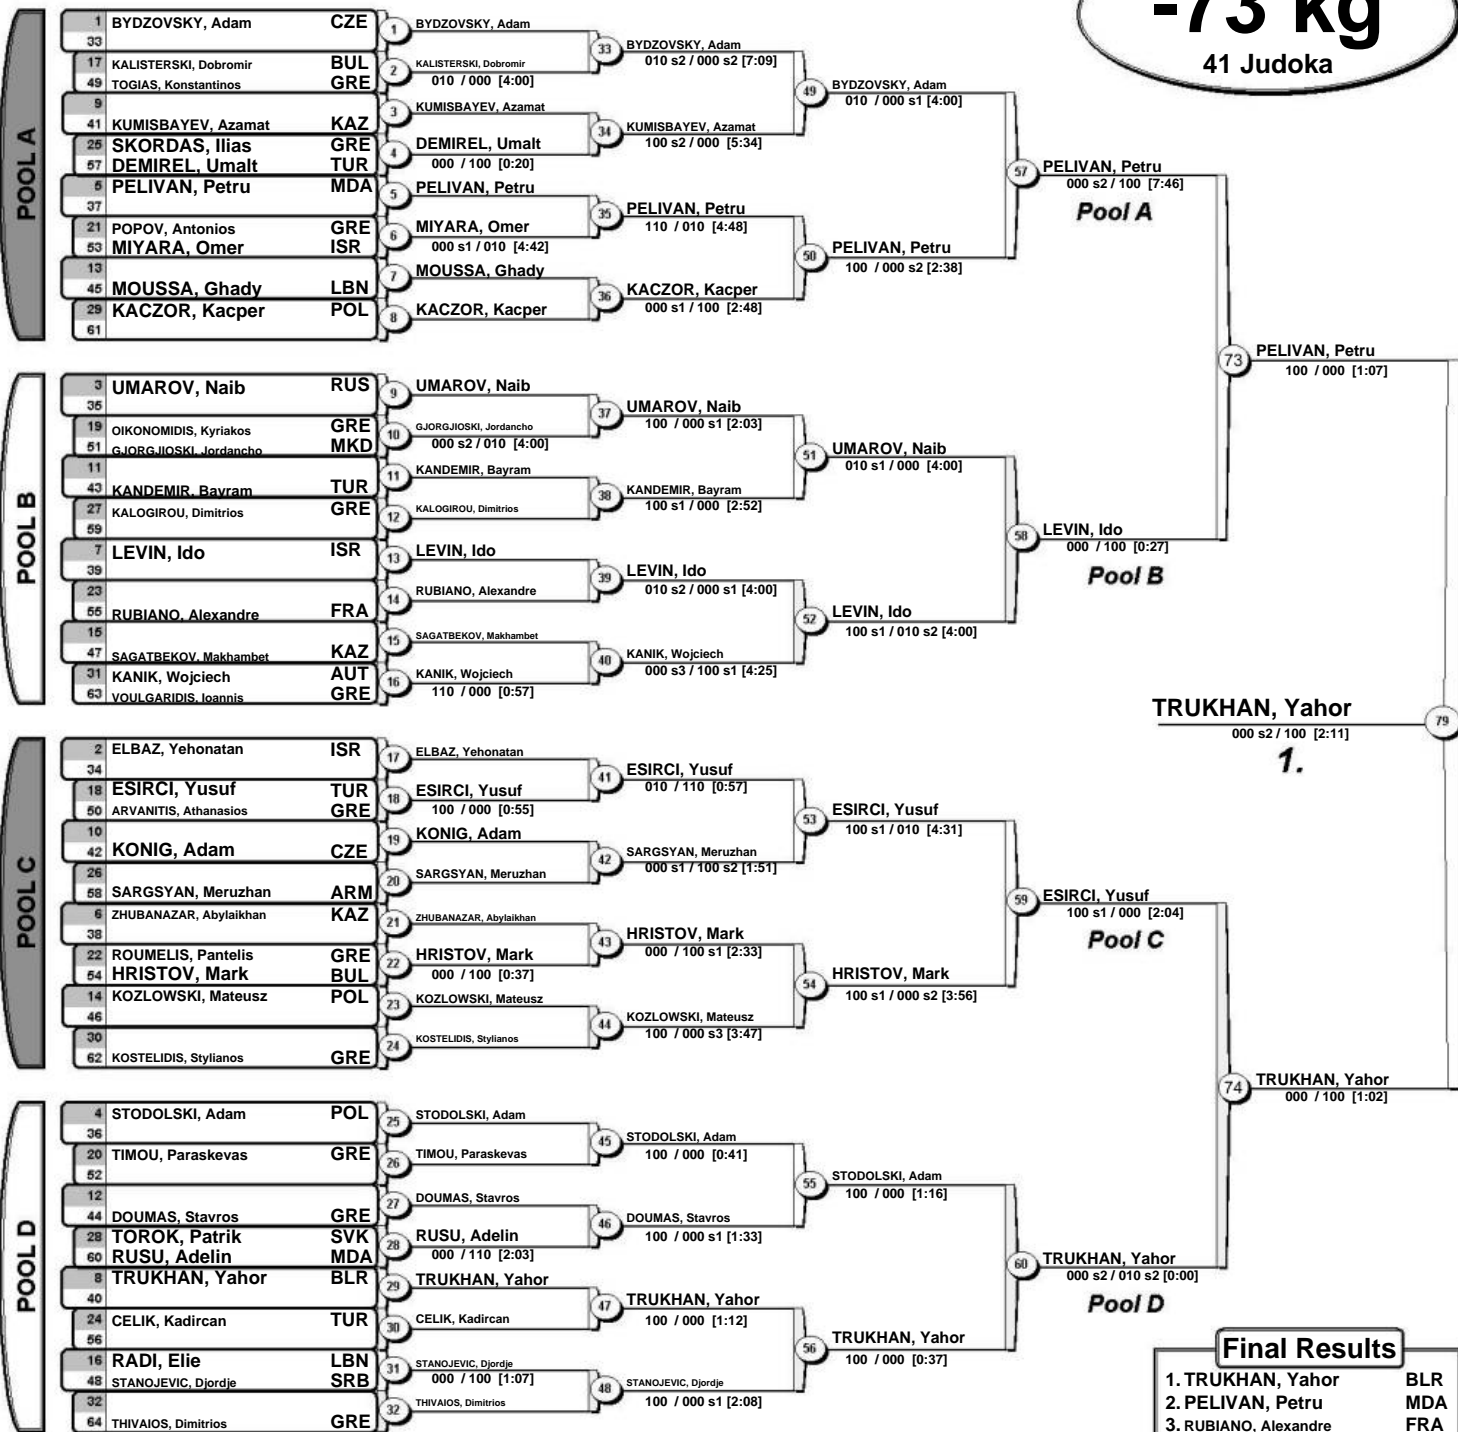 -73 kg
41 Judoka
POOL A
1 BYDZOVSKY, Adam CZE
33
17 KALISTERSKI, Dobromir BUL
49 TOGIAS, Konstantinos GRE
9
41 KUMISBAYEV, Azamat KAZ
25 SKORDAS, Ilias GRE
57 DEMIREL, Umalt TUR
5 PELIVAN, Petru MDA
37
21 POPOV, Antonios GRE
53 MIYARA, Omer ISR
13
45 MOUSSA, Ghady LBN
29 KACZOR, Kacper POL
61
1 BYDZOVSKY, Adam
2 KALISTERSKI, Dobromir
010 / 000 [4:00]
3 KUMISBAYEV, Azamat
4 DEMIREL, Umalt
000 / 100 [0:20]
5 PELIVAN, Petru
6 MIYARA, Omer
000 s1 / 010 [4:42]
7 MOUSSA, Ghady
8 KACZOR, Kacper
33 BYDZOVSKY, Adam
010 s2 / 000 s2 [7:09]
34 KUMISBAYEV, Azamat
100 s2 / 000 [5:34]
35 PELIVAN, Petru
110 / 010 [4:48]
36 KACZOR, Kacper
000 s1 / 100 [2:48]
49 BYDZOVSKY, Adam
010 / 000 s1 [4:00]
50 PELIVAN, Petru
100 / 000 s2 [2:38]
57 PELIVAN, Petru
000 s2 / 100 [7:46]
Pool A
POOL B
3 UMAROV, Naib RUS
35
19 OIKONOMIDIS, Kyriakos GRE
51 GJORGJIOSKI, Jordancho MKD
11
43 KANDEMIR, Bayram TUR
27 KALOGIROU, Dimitrios GRE
59
7 LEVIN, Ido ISR
39
23
55 RUBIANO, Alexandre FRA
15
47 SAGATBEKOV, Makhambet KAZ
31 KANIK, Wojciech AUT
63 VOULGARIDIS, Ioannis GRE
9 UMAROV, Naib
10 GJORGJIOSKI, Jordancho
000 s2 / 010 [4:00]
11 KANDEMIR, Bayram
12 KALOGIROU, Dimitrios
13 LEVIN, Ido
14 RUBIANO, Alexandre
15 SAGATBEKOV, Makhambet
16 KANIK, Wojciech
110 / 000 [0:57]
37 UMAROV, Naib
100 / 000 s1 [2:03]
38 KANDEMIR, Bayram
100 s1 / 000 [2:52]
39 LEVIN, Ido
010 s2 / 000 s1 [4:00]
40 KANIK, Wojciech
000 s3 / 100 s1 [4:25]
51 UMAROV, Naib
010 s1 / 000 [4:00]
52 LEVIN, Ido
100 s1 / 010 s2 [4:00]
58 LEVIN, Ido
000 / 100 [0:27]
Pool B
73 PELIVAN, Petru
100 / 000 [1:07]
TRUKHAN, Yahor 79
000 s2 / 100 [2:11]
1.
POOL C
2 ELBAZ, Yehonatan ISR
34
18 ESIRCI, Yusuf TUR
50 ARVANITIS, Athanasios GRE
10
42 KONIG, Adam CZE
26
58 SARGSYAN, Meruzhan ARM
6 ZHUBANAZAR, Abylaikhan KAZ
38
22 ROUMELIS, Pantelis GRE
54 HRISTOV, Mark BUL
14 KOZLOWSKI, Mateusz POL
46
30
62 KOSTELIDIS, Stylianos GRE
17 ELBAZ, Yehonatan
18 ESIRCI, Yusuf
100 / 000 [0:55]
19 KONIG, Adam
20 SARGSYAN, Meruzhan
21 ZHUBANAZAR, Abylaikhan
22 HRISTOV, Mark
000 / 100 [0:37]
23 KOZLOWSKI, Mateusz
24 KOSTELIDIS, Stylianos
41 ESIRCI, Yusuf
010 / 110 [0:57]
42 SARGSYAN, Meruzhan
000 s1 / 100 s2 [1:51]
43 HRISTOV, Mark
000 / 100 s1 [2:33]
44 KOZLOWSKI, Mateusz
100 / 000 s3 [3:47]
53 ESIRCI, Yusuf
100 s1 / 010 [4:31]
54 HRISTOV, Mark
100 s1 / 000 s2 [3:56]
59 ESIRCI, Yusuf
100 s1 / 000 [2:04]
Pool C
POOL D
4 STODOLSKI, Adam POL
36
20 TIMOU, Paraskevas GRE
52
12
44 DOUMAS, Stavros GRE
28 TOROK, Patrik SVK
60 RUSU, Adelin MDA
8 TRUKHAN, Yahor BLR
40
24 CELIK, Kadircan TUR
56
16 RADI, Elie LBN
48 STANOJEVIC, Djordje SRB
32
64 THIVAIOS, Dimitrios GRE
25 STODOLSKI, Adam
26 TIMOU, Paraskevas
27 DOUMAS, Stavros
28 RUSU, Adelin
000 / 110 [2:03]
29 TRUKHAN, Yahor
30 CELIK, Kadircan
31 STANOJEVIC, Djordje
000 / 100 [1:07]
32 THIVAIOS, Dimitrios
45 STODOLSKI, Adam
100 / 000 [0:41]
46 DOUMAS, Stavros
100 / 000 s1 [1:33]
47 TRUKHAN, Yahor
100 / 000 [1:12]
48 STANOJEVIC, Djordje
100 / 000 s1 [2:08]
55 STODOLSKI, Adam
100 / 000 [1:16]
56 TRUKHAN, Yahor
100 / 000 [0:37]
60 TRUKHAN, Yahor
000 s2 / 010 s2 [0:00]
Pool D
74 TRUKHAN, Yahor
000 / 100 [1:02]
Final Results
1. TRUKHAN, Yahor BLR
2. PELIVAN, Petru MDA
3. RUBIANO, Alexandre FRA